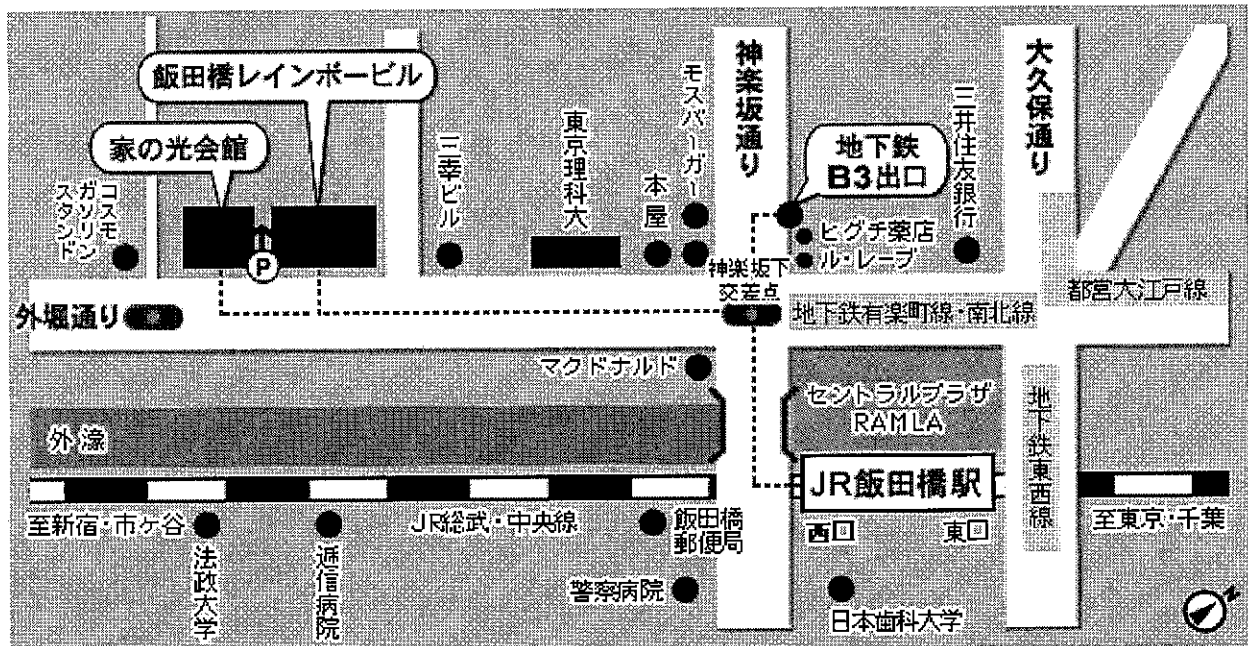 飯田橋レインボービル
家の光会館
コスモ
ガソリン
スタンド
P
三幸ビル
東京理科大
本屋
モスバーガー
神楽坂通り
地下鉄
B3出口
ヒグチ薬店
ル・レーブ
三井住友銀行
大久保通り
外堀通り
神楽坂下
交差点
地下鉄有楽町線・南北線
都営大江戸線
マクドナルド
セントラルプラザ
RAMLA
外濠
地下鉄東西線
JR飯田橋駅
西口
東口
至新宿・市ヶ谷
JR総武・中央線
至東京・千葉
法政大学
逓信病院
飯田橋
郵便局
警察病院
日本歯科大学
N